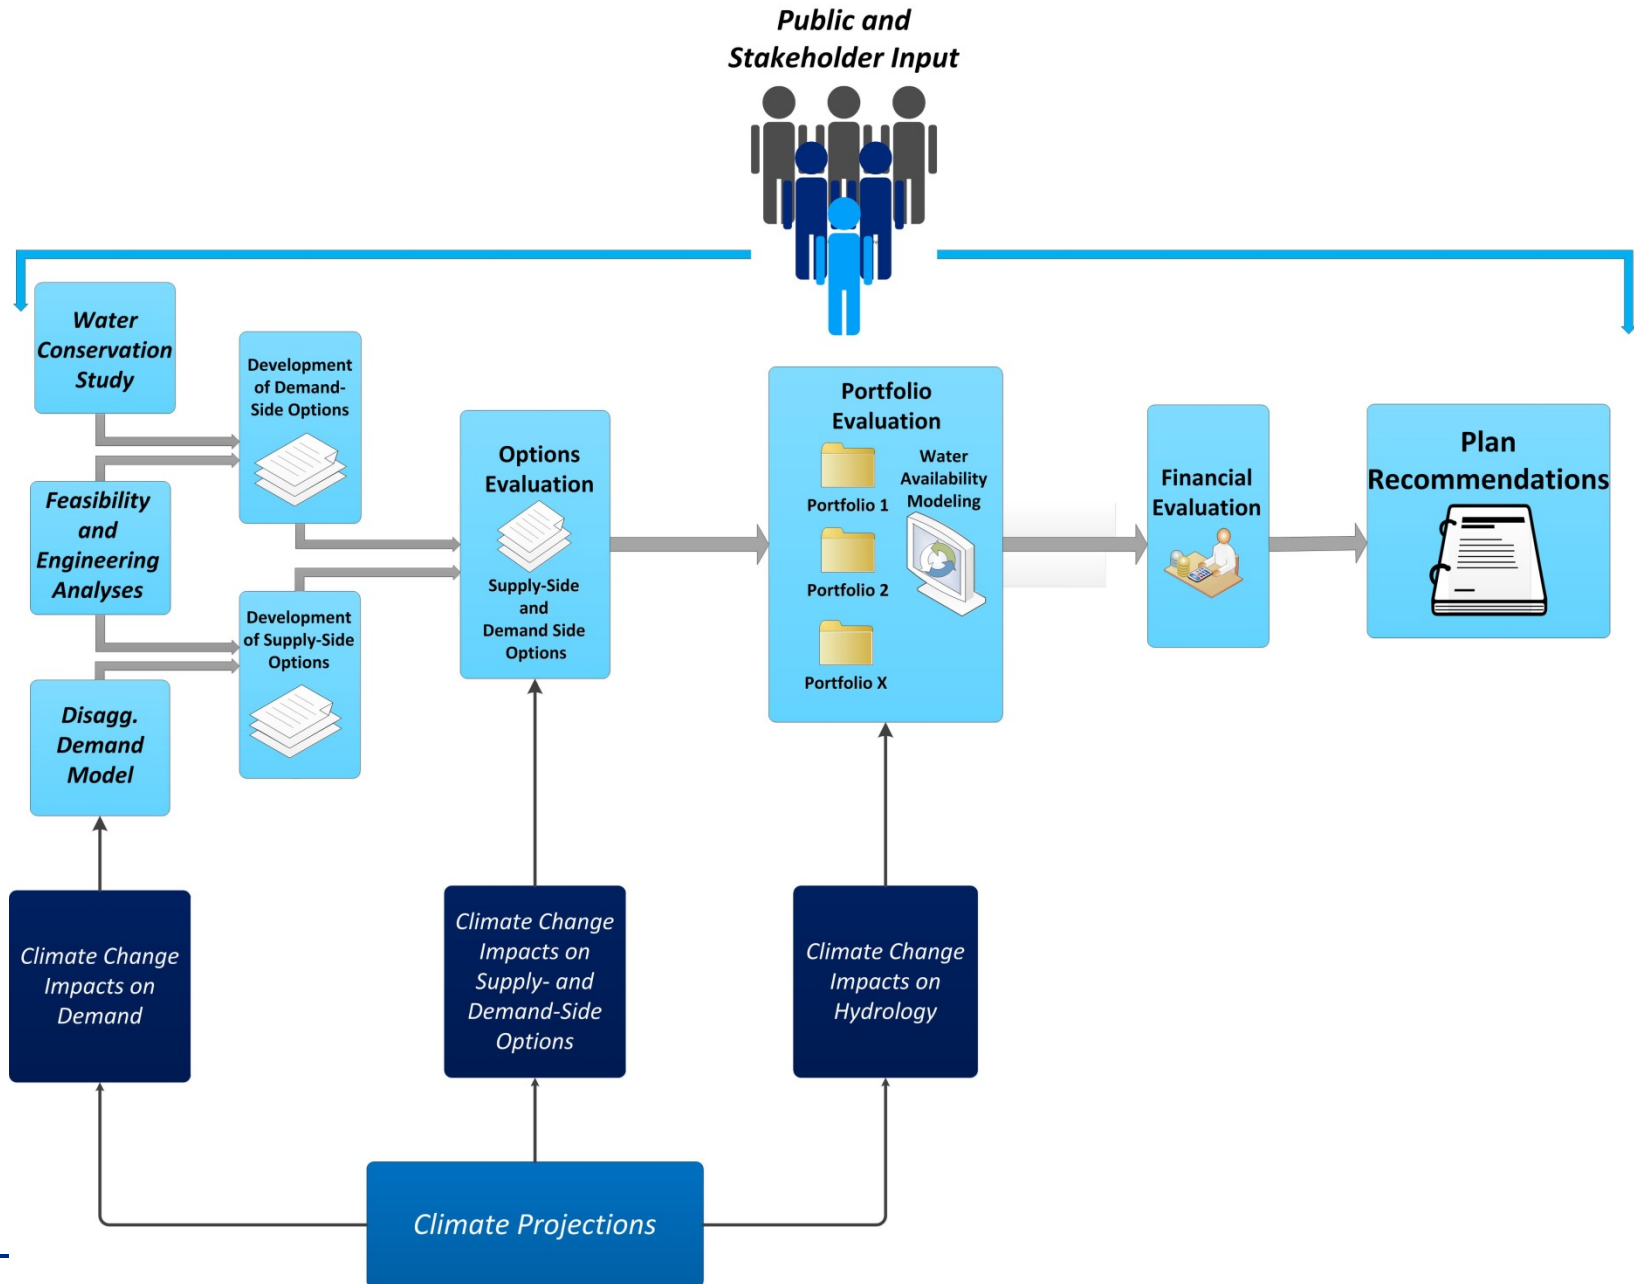 Public and
Stakeholder Input
Water
Conservation
Study
Feasibility
and
Engineering
Analyses
Disagg.
Demand
Model
Development
of Demand-
Side Options
Development
of Supply-Side
Options
Options
Evaluation
Supply-Side
and
Demand Side
Options
Portfolio
Evaluation
Portfolio 1
Portfolio 2
Portfolio X
Water
Availability
Modeling
Financial
Evaluation
Plan
Recommendations
Climate Change
Impacts on
Demand
Climate Change
Impacts on
Supply- and
Demand-Side
Options
Climate Change
Impacts on
Hydrology
Climate Projections